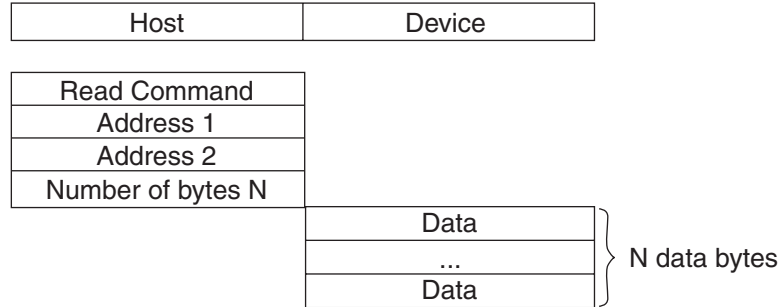 Host Device
Read Command
Address 1
Address 2
Number of bytes N
Data
...
N data bytes
Data